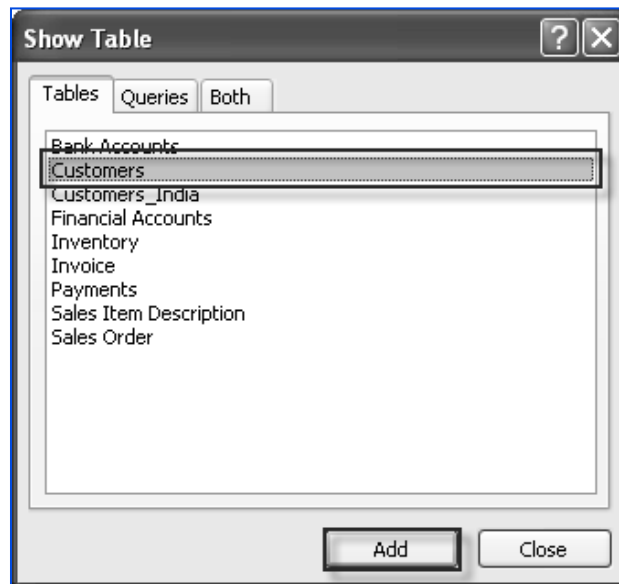 Show Table
Tables Queries Both
Bank Accounts
Customers
Customers_India
Financial Accounts
Inventory
Invoice
Payments
Sales Item Description
Sales Order
Add Close